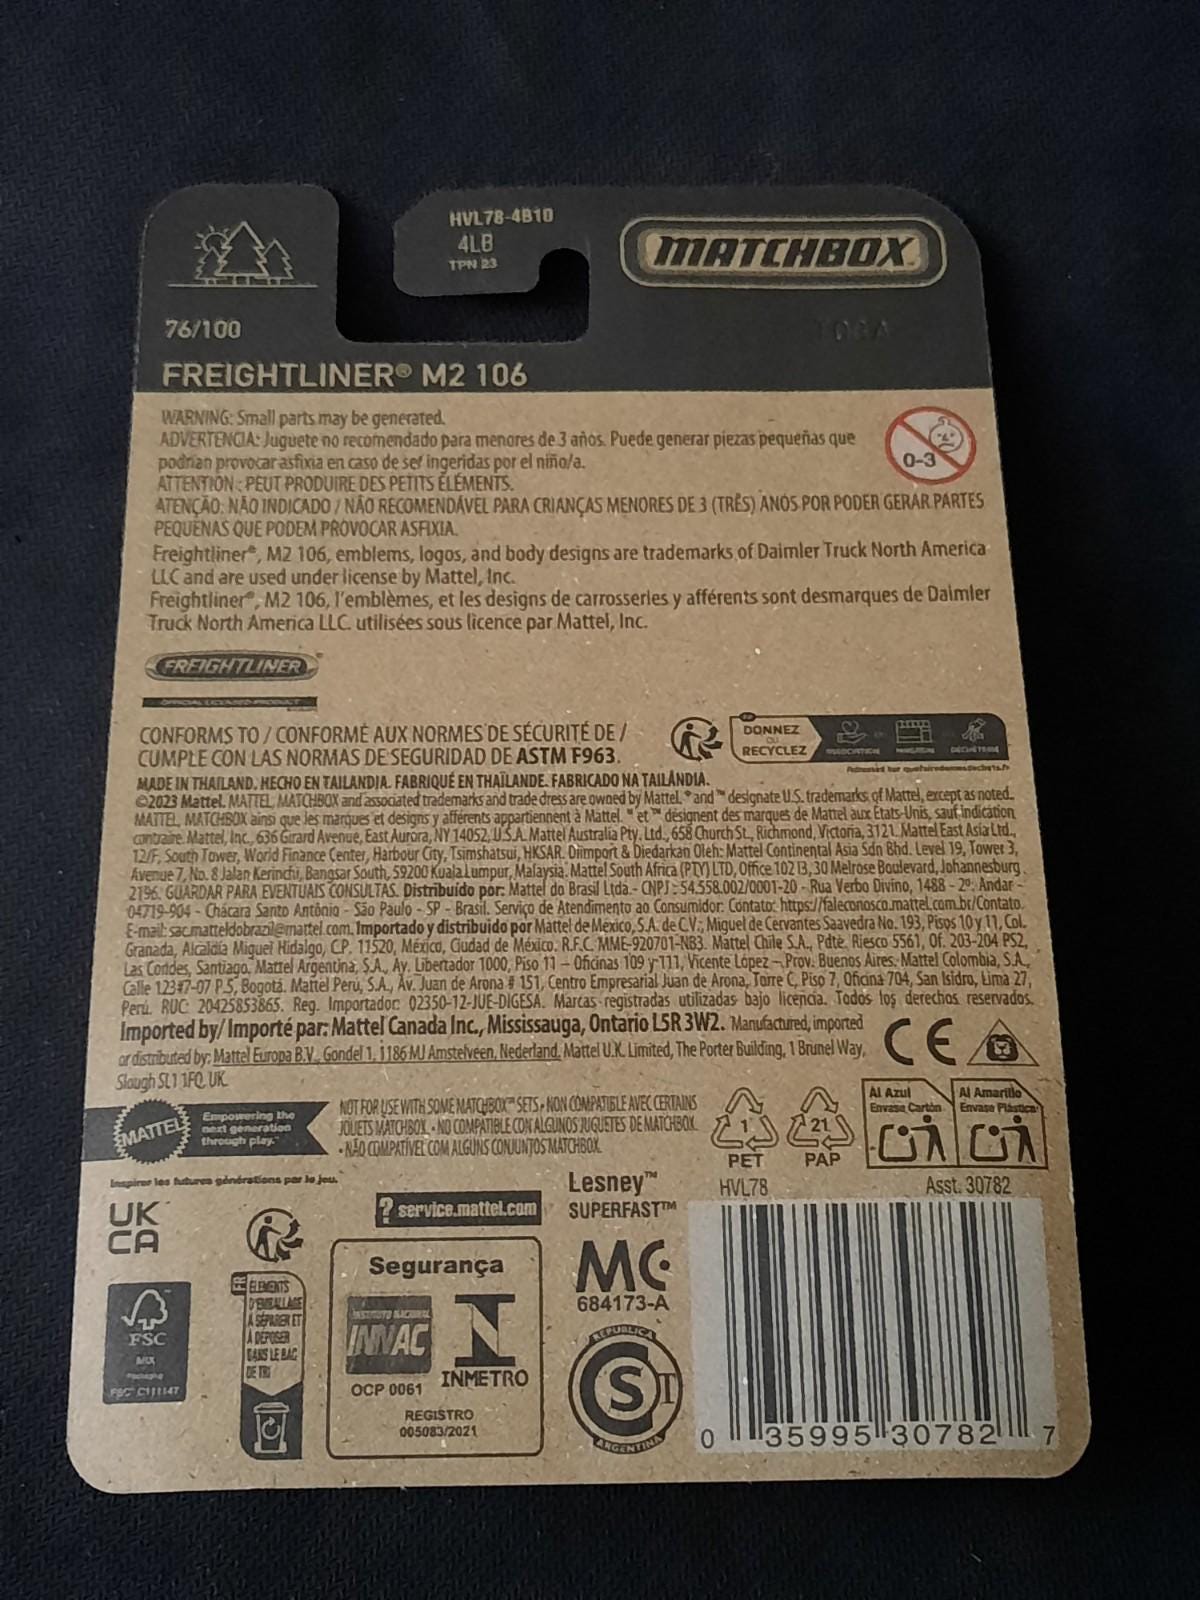 HVL78-4B10
4LB
TPN 23
MATCHBOX
76/100
FREIGHTLINER® M2 106
WARNING: Small parts may be generated.
ADVERTENCIA: Juguete no recomendado para menores de 3 años. Puede generar piezas pequeñas que
podrían provocar asfixia en caso de ser ingeridas por el niño/a.
ATTENTION : PEUT PRODUIRE DES PETITS ÉLÉMENTS.
ATENÇÃO: NÃO INDICADO / NÃO RECOMENDÁVEL PARA CRIANÇAS MENORES DE 3 (TRÊS) ANOS POR PODER GERAR PARTES
PEQUENAS QUE PODEM PROVOCAR ASFIXIA.
0-3
Freightliner®, M2 106, emblems, logos, and body designs are trademarks of Daimler Truck North America
LLC and are used under license by Mattel, Inc.
Freightliner®, M2 106, l'emblèmes, et les designs de carrosseries y afférents sont desmarques de Daimler
Truck North America LLC. utilisées sous licence par Mattel, Inc.
FREIGHTLINER®
OFFICIAL LICENSED PRODUCT
CONFORMS TO / CONFORMÉ AUX NORMES DE SÉCURITÉ DE /
CUMPLE CON LAS NORMAS DE SEGURIDAD DE ASTM F963.
FR
DONNEZ
OU
RECYCLEZ
ASSOCIATION
MAGASIN
DÉCHÈTERIE
Adresses sur quefairedemesdechets.fr
MADE IN THAILAND. HECHO EN TAILANDIA. FABRIQUÉ EN THAÏLANDE. FABRICADO NA TAILÂNDIA.
©2023 Mattel. MATTEL, MATCHBOX and associated trademarks and trade dress are owned by Mattel. ® and ™ designate U.S. trademarks of Mattel, except as noted.
MATTEL, MATCHBOX ainsi que les marques et designs y afférents appartiennent à Mattel. ® et ™ désignent des marques de Mattel aux États-Unis, sauf indication
contraire. Mattel, Inc., 636 Girard Avenue, East Aurora, NY 14052, U.S.A. Mattel Australia Pty. Ltd., 658 Church St., Richmond, Victoria, 3121. Mattel East Asia Ltd.,
12/F, South Tower, World Finance Center, Harbour City, Tsimshatsui, HKSAR. Diimport & Diedarkan Oleh: Mattel Continental Asia Sdn Bhd. Level 19, Tower 3,
Avenue 7, No. 8 Jalan Kerinchi, Bangsar South, 59200 Kuala Lumpur, Malaysia. Mattel South Africa (PTY) LTD, Office 102 I3, 30 Melrose Boulevard, Johannesburg
2196. GUARDAR PARA EVENTUAIS CONSULTAS. Distribuído por: Mattel do Brasil Ltda.- CNPJ : 54.558.002/0001-20 - Rua Verbo Divino, 1488 - 2º. Andar -
04719-904 - Chácara Santo Antônio - São Paulo - SP - Brasil. Serviço de Atendimento ao Consumidor: Contato: https://faleconosco.mattel.com.br/Contato.
E-mail: sac.matteldobrazil@mattel.com. Importado y distribuido por Mattel de México, S.A. de C.V.; Miguel de Cervantes Saavedra No. 193, Pisos 10 y 11, Col.
Granada, Alcaldía Miguel Hidalgo, C.P. 11520, México, Ciudad de México. R.F.C. MME-920701-NB3. Mattel Chile S.A., Pdte. Riesco 5561, Of. 203-204 PS2,
Las Condes, Santiago. Mattel Argentina, S.A., Av. Libertador 1000, Piso 11 – Oficinas 109 y 111, Vicente López – Prov. Buenos Aires. Mattel Colombia, S.A.,
Calle 123#7-07 P.5, Bogotá. Mattel Perú, S.A., Av. Juan de Arona # 151, Centro Empresarial Juan de Arona, Torre C, Piso 7, Oficina 704, San Isidro, Lima 27,
Perú. RUC: 20425853865. Reg. Importador: 02350-12-JUE-DIGESA. Marcas registradas utilizadas bajo licencia. Todos los derechos reservados.
Imported by/ Importé par: Mattel Canada Inc., Mississauga, Ontario L5R 3W2. Manufactured, imported
or distributed by: Mattel Europa B.V., Gondel 1, 1186 MJ Amstelveen, Nederland. Mattel U.K. Limited, The Porter Building, 1 Brunel Way,
Slough SL1 1FQ, UK.
CE
MATTEL
Empowering the
next generation
through play.™
Inspirer les futures générations par le jeu.™
NOT FOR USE WITH SOME MATCHBOX™ SETS • NON COMPATIBLE AVEC CERTAINS
JOUETS MATCHBOX. • NO COMPATIBLE CON ALGUNOS JUGUETES DE MATCHBOX.
• NÃO COMPATÍVEL COM ALGUNS CONJUNTOS MATCHBOX.
1
PET
21
PAP
Al Azul
Envase Cartón
Al Amarillo
Envase Plástico
UK
CA
? service.mattel.com
Lesney™
SUPERFAST™
HVL78
Asst. 30782
FSC
MIX
Packaging
FSC® C111147
FR
ÉLÉMENTS
D'EMBALLAGE
À SÉPARER ET
À DÉPOSER
DANS LE BAC
DE TRI
Segurança
INSTITUTO NACIONAL
INNAC
OCP 0061
INMETRO
REGISTRO
005083/2021
MC
684173-A
REPUBLICA
S
T
ARGENTINA
0 35995 30782 7